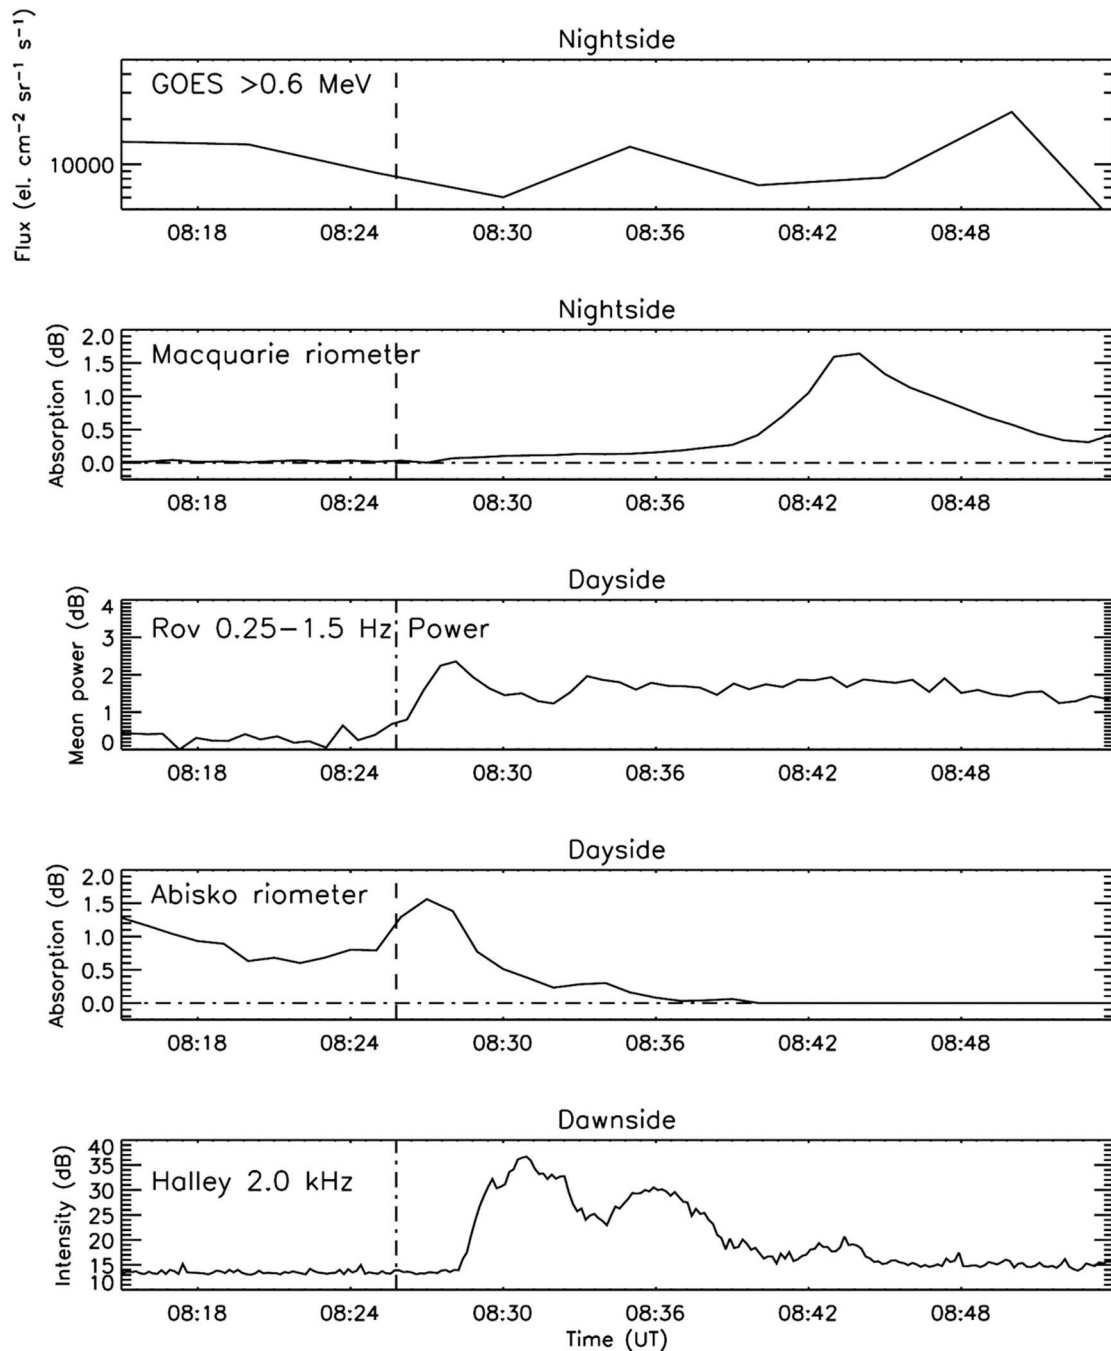 Nightside
GOES >0.6 MeV
Flux (el. cm⁻² sr⁻¹ s⁻¹)
10000
08:18 08:24 08:30 08:36 08:42 08:48
Nightside
Macquarie riometer
Absorption (dB)
2.0
1.5
1.0
0.5
0.0
08:18 08:24 08:30 08:36 08:42 08:48
Dayside
Rov 0.25–1.5 Hz Power
Mean power (dB)
4
3
2
1
0
08:18 08:24 08:30 08:36 08:42 08:48
Dayside
Abisko riometer
Absorption (dB)
2.0
1.5
1.0
0.5
0.0
08:18 08:24 08:30 08:36 08:42 08:48
Dawnside
Halley 2.0 kHz
Intensity (dB)
40
35
30
25
20
15
10
08:18 08:24 08:30 08:36 08:42 08:48
Time (UT)